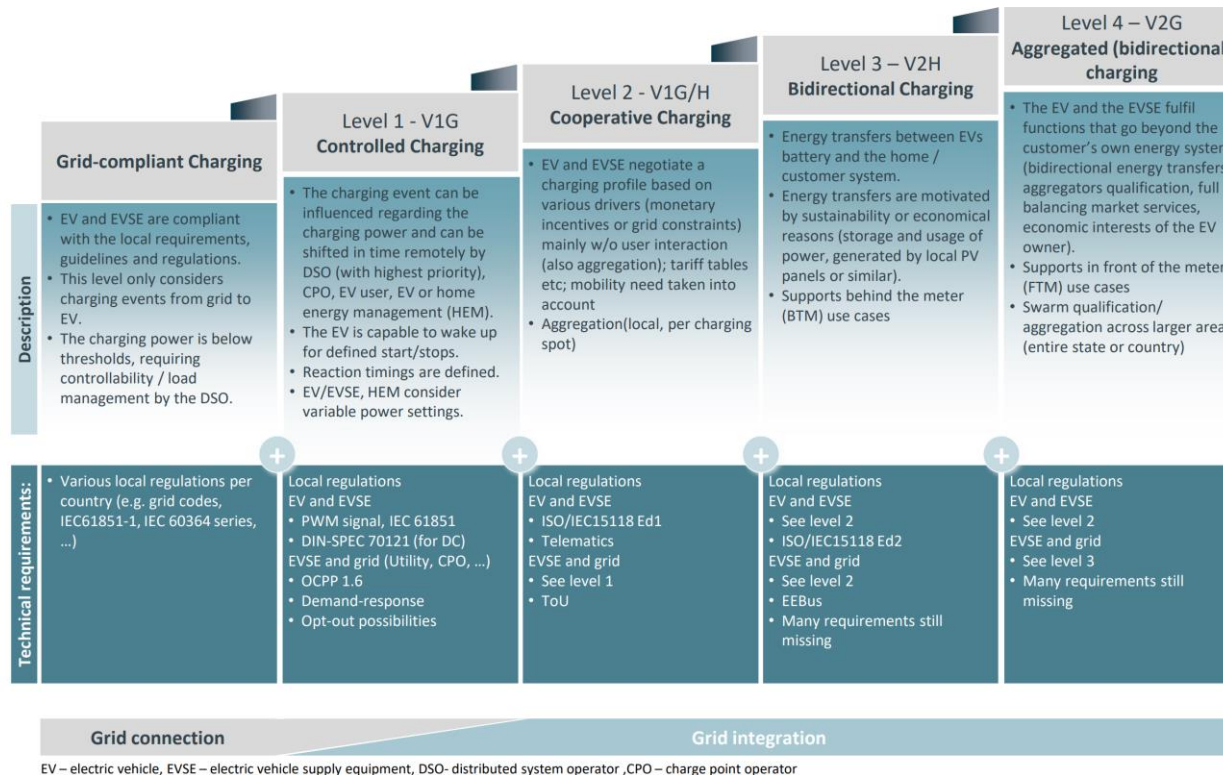 Grid-compliant Charging
Level 1 - V1G
Controlled Charging
Level 2 - V1G/H
Cooperative Charging
Level 3 – V2H
Bidirectional Charging
Level 4 – V2G
Aggregated (bidirectional
charging
Description
• EV and EVSE are compliant
with the local requirements,
guidelines and regulations.
• This level only considers
charging events from grid to
EV.
• The charging power is below
thresholds, requiring
controllability / load
management by the DSO.
• The charging event can be
influenced regarding the
charging power and can be
shifted in time remotely by
DSO (with highest priority),
CPO, EV user, EV or home
energy management (HEM).
• The EV is capable to wake up
for defined start/stops.
• Reaction timings are defined.
• EV/EVSE, HEM consider
variable power settings.
• EV and EVSE negotiate a
charging profile based on
various drivers (monetary
incentives or grid constraints)
mainly w/o user interaction
(also aggregation); tariff tables
etc; mobility need taken into
account
• Aggregation(local, per charging
spot)
• Energy transfers between EVs
battery and the home /
customer system.
• Energy transfers are motivated
by sustainability or economical
reasons (storage and usage of
power, generated by local PV
panels or similar).
• Supports behind the meter
(BTM) use cases
• The EV and the EVSE fulfil
functions that go beyond the
customer's own energy system
(bidirectional energy transfers
aggregators qualification, full
balancing market services,
economic interests of the EV
owner).
• Supports in front of the meter
(FTM) use cases
• Swarm qualification/
aggregation across larger area
(entire state or country)
+
+
+
+
Technical requirements:
• Various local regulations per
country (e.g. grid codes,
IEC61851-1, IEC 60364 series,
…)
Local regulations
EV and EVSE
• PWM signal, IEC 61851
• DIN-SPEC 70121 (for DC)
EVSE and grid (Utility, CPO, …)
• OCPP 1.6
• Demand-response
• Opt-out possibilities
Local regulations
EV and EVSE
• ISO/IEC15118 Ed1
• Telematics
EVSE and grid
• See level 1
• ToU
Local regulations
EV and EVSE
• See level 2
• ISO/IEC15118 Ed2
EVSE and grid
• See level 2
• EEBus
• Many requirements still
missing
Local regulations
EV and EVSE
• See level 2
EVSE and grid
• See level 3
• Many requirements still
missing
Grid connection
Grid integration
EV – electric vehicle, EVSE – electric vehicle supply equipment, DSO- distributed system operator ,CPO – charge point operator